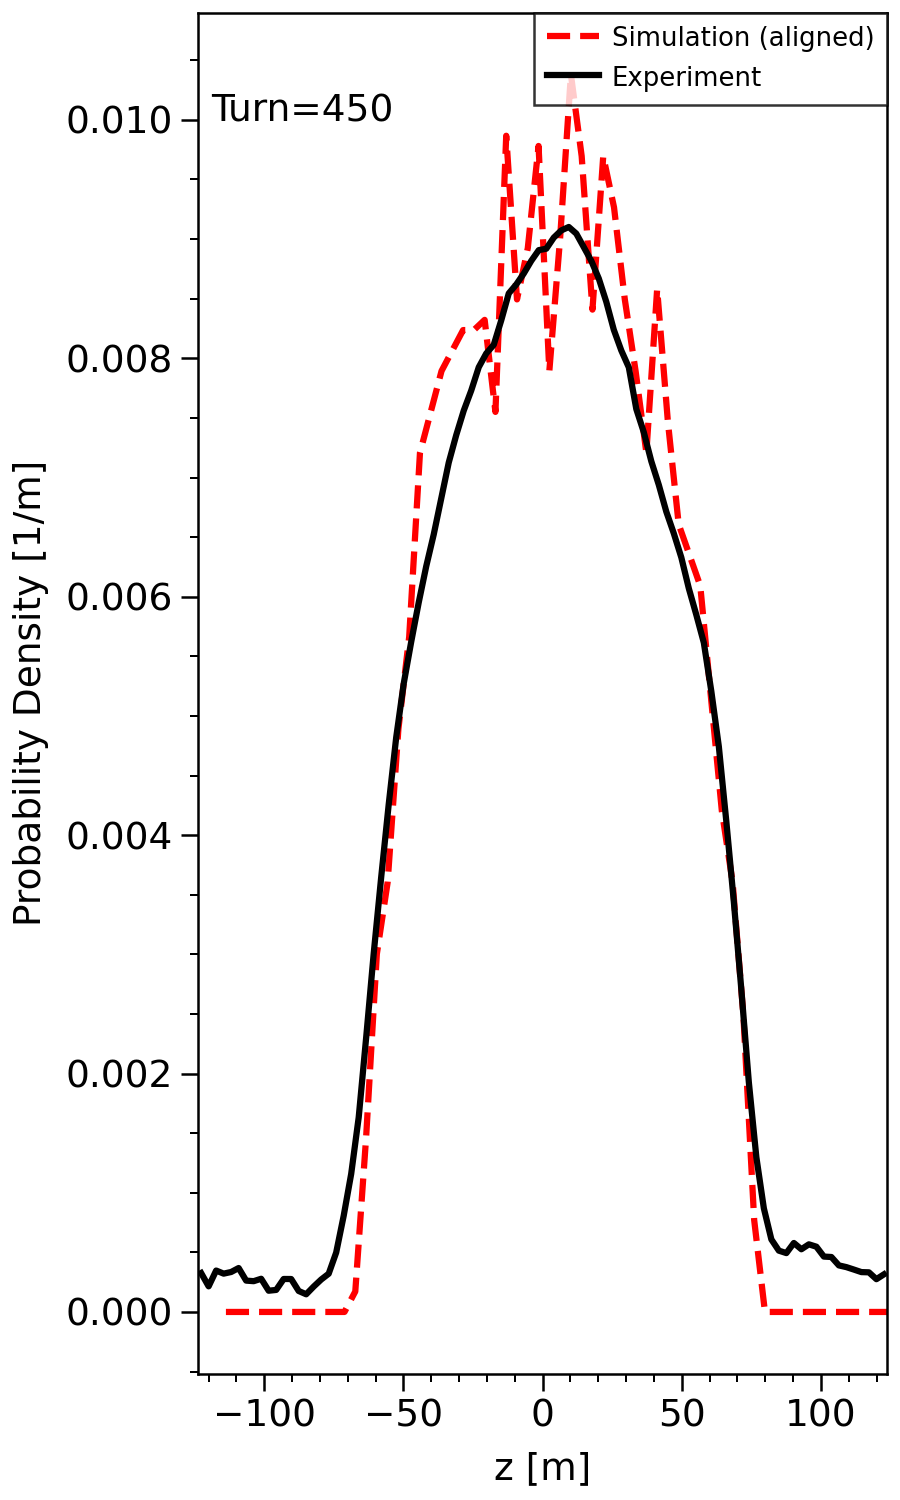 Simulation (aligned)
Experiment
Turn=450
0.010
0.008
0.006
0.004
0.002
0.000
Probability Density [1/m]
−100 −50 0 50 100
z [m]